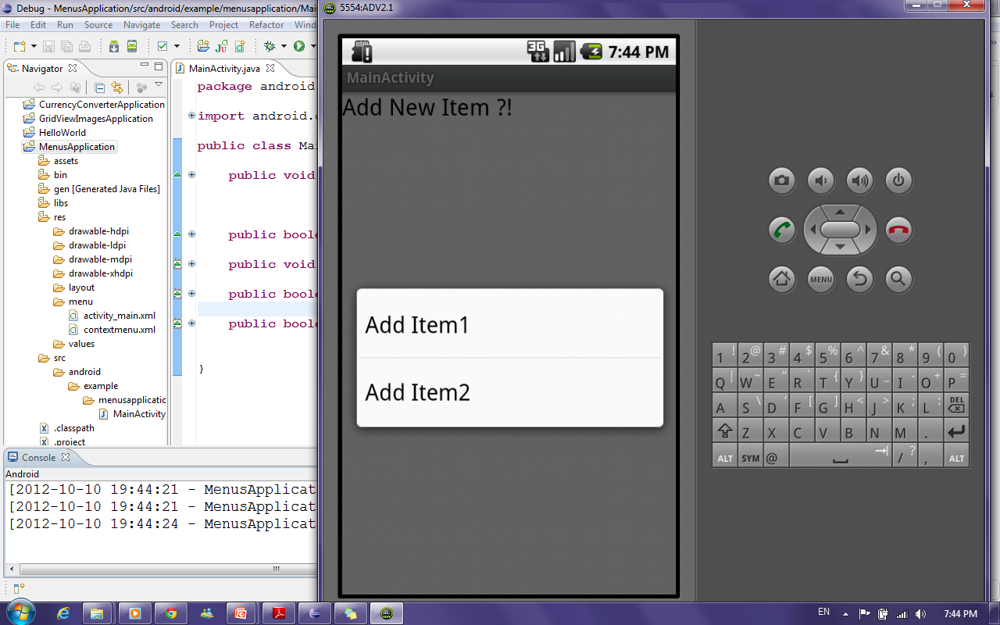 Debug - MenusApplication/src/android/example/menusapplication/Mai
File Edit Run Source Navigate Search Project Refactor Wind
Navigator
CurrencyConverterApplication
GridViewImagesApplication
HelloWorld
MenusApplication
assets
bin
gen [Generated Java Files]
libs
res
drawable-hdpi
drawable-ldpi
drawable-mdpi
drawable-xhdpi
layout
menu
activity_main.xml
contextmenu.xml
values
src
android
example
menusapplic
MainActivity
.classpath
.project
MainActivity.java
package android
import android.
public class Ma
public void
public boole
public void
public boole
public boole
}
Console
Android
[2012-10-10 19:44:21 - MenusApplicat
[2012-10-10 19:44:21 - MenusApplicat
[2012-10-10 19:44:24 - MenusApplicat
5554:ADV2.1
3G 7:44 PM
MainActivity
Add New Item ?!
Add Item1
Add Item2
MENU
1 ! 2 @ 3 # 4 $ 5 % 6 ^ 7 & 8 * 9 ( 0 )
Q | W ~ E " R ` T { Y } U _ I - O + P =
A S \ D ' F [ G ] H < J > K ; L : DEL
Z X C V B N M .
ALT SYM @ / ? , ALT
EN 7:44 PM